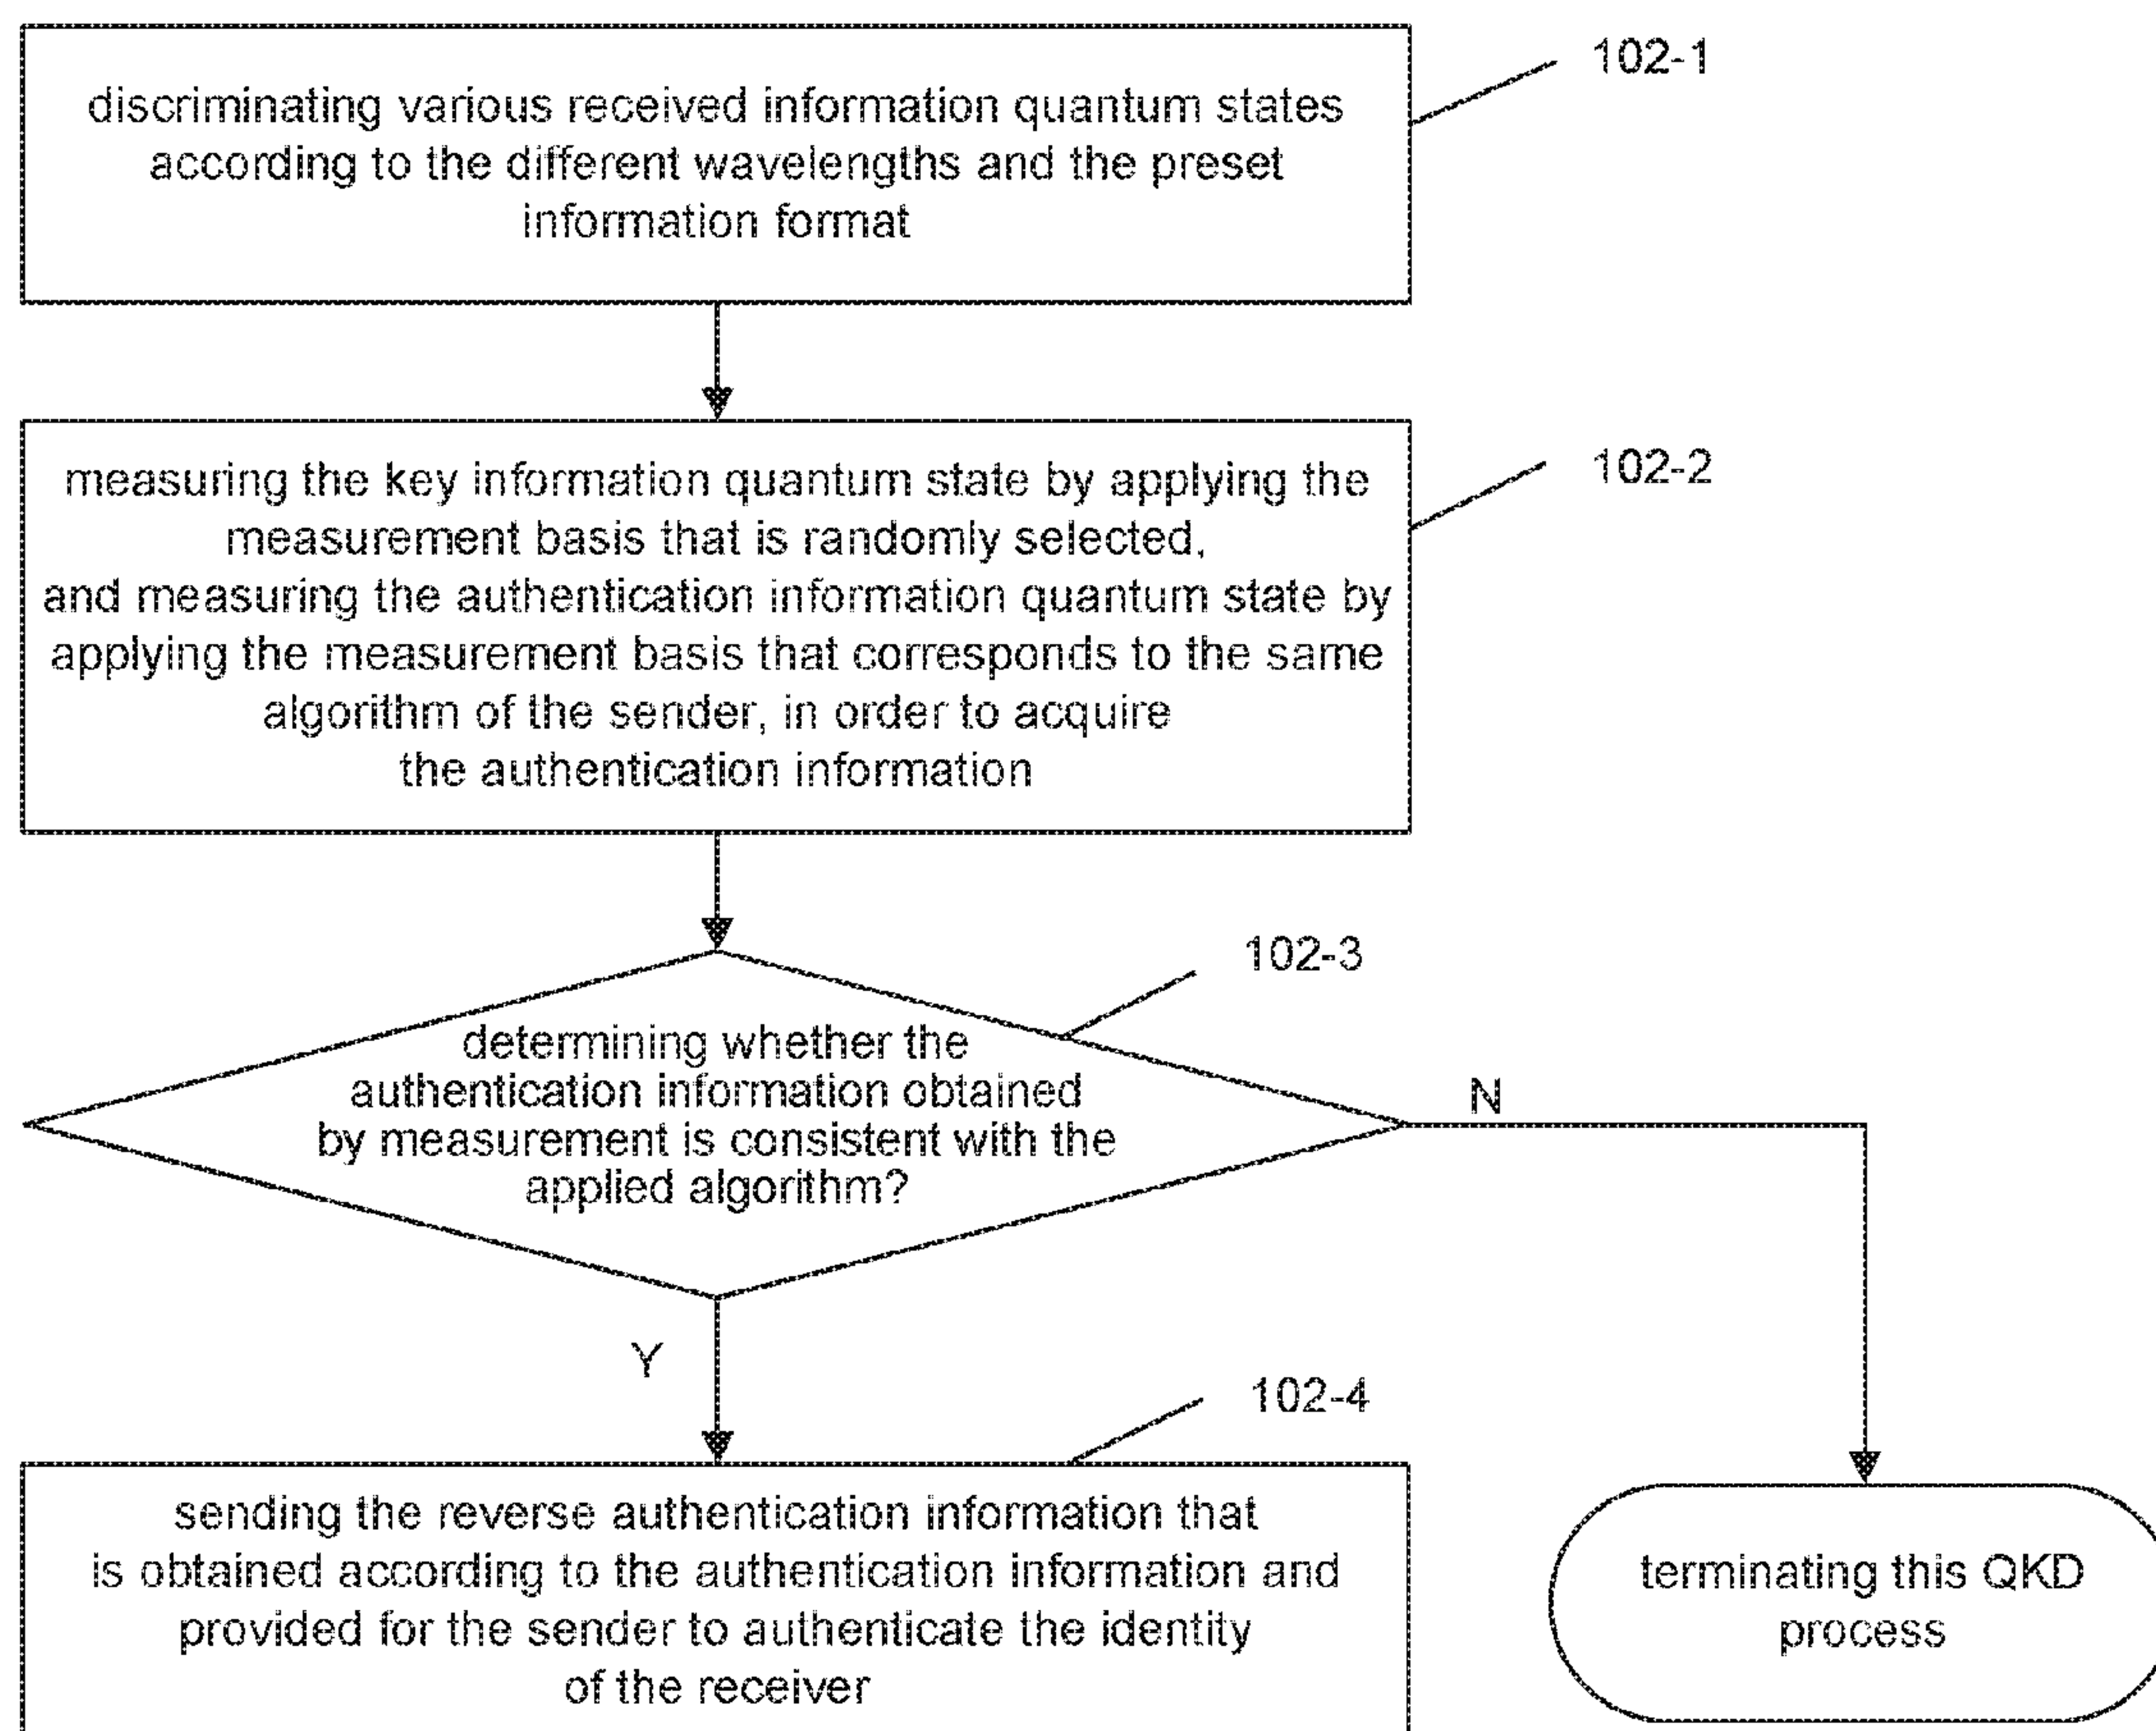 102-1
discriminating various received information quantum states
according to the different wavelengths and the preset
information format
102-2
measuring the key information quantum state by applying the
measurement basis that is randomly selected,
and measuring the authentication information quantum state by
applying the measurement basis that corresponds to the same
algorithm of the sender, in order to acquire
the authentication information
102-3
determining whether the
authentication information obtained
by measurement is consistent with the
applied algorithm?
N
Y
102-4
sending the reverse authentication information that
is obtained according to the authentication information and
provided for the sender to authenticate the identity
of the receiver
terminating this QKD
process